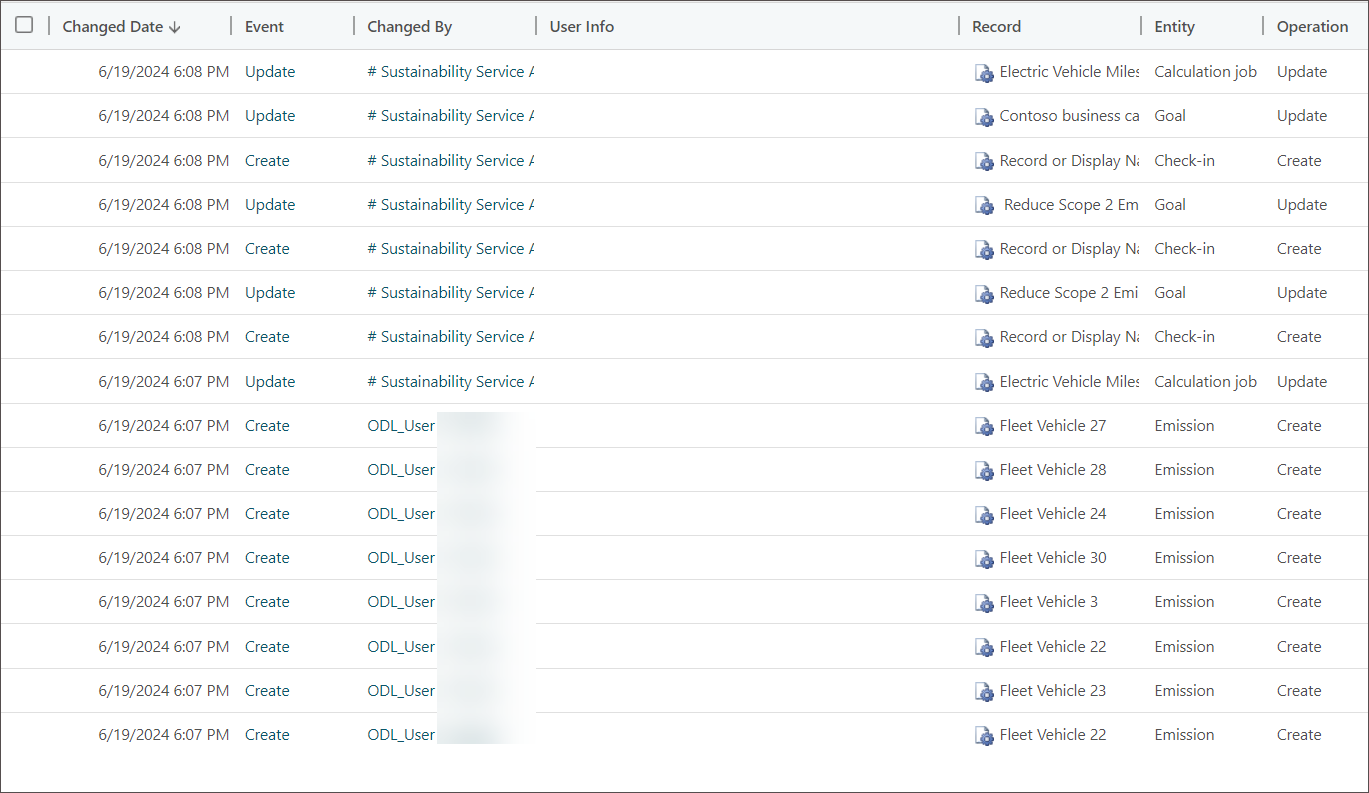 Changed Date Event Changed By User Info Record Entity Operation
6/19/2024 6:08 PM Update # Sustainability Service Electric Vehicle Miles Calculation job Update
6/19/2024 6:08 PM Update # Sustainability Service Contoso business ca Goal Update
6/19/2024 6:08 PM Create # Sustainability Service Record or Display Check-in Create
6/19/2024 6:08 PM Update # Sustainability Service Reduce Scope 2 Em Goal Update
6/19/2024 6:08 PM Create # Sustainability Service Record or Display Check-in Create
6/19/2024 6:08 PM Update # Sustainability Service Reduce Scope 2 Emi Goal Update
6/19/2024 6:08 PM Create # Sustainability Service Record or Display Check-in Create
6/19/2024 6:07 PM Update # Sustainability Service Electric Vehicle Miles Calculation job Update
6/19/2024 6:07 PM Create ODL_User Fleet Vehicle 27 Emission Create
6/19/2024 6:07 PM Create ODL_User Fleet Vehicle 28 Emission Create
6/19/2024 6:07 PM Create ODL_User Fleet Vehicle 24 Emission Create
6/19/2024 6:07 PM Create ODL_User Fleet Vehicle 30 Emission Create
6/19/2024 6:07 PM Create ODL_User Fleet Vehicle 3 Emission Create
6/19/2024 6:07 PM Create ODL_User Fleet Vehicle 22 Emission Create
6/19/2024 6:07 PM Create ODL_User Fleet Vehicle 23 Emission Create
6/19/2024 6:07 PM Create ODL_User Fleet Vehicle 22 Emission Create